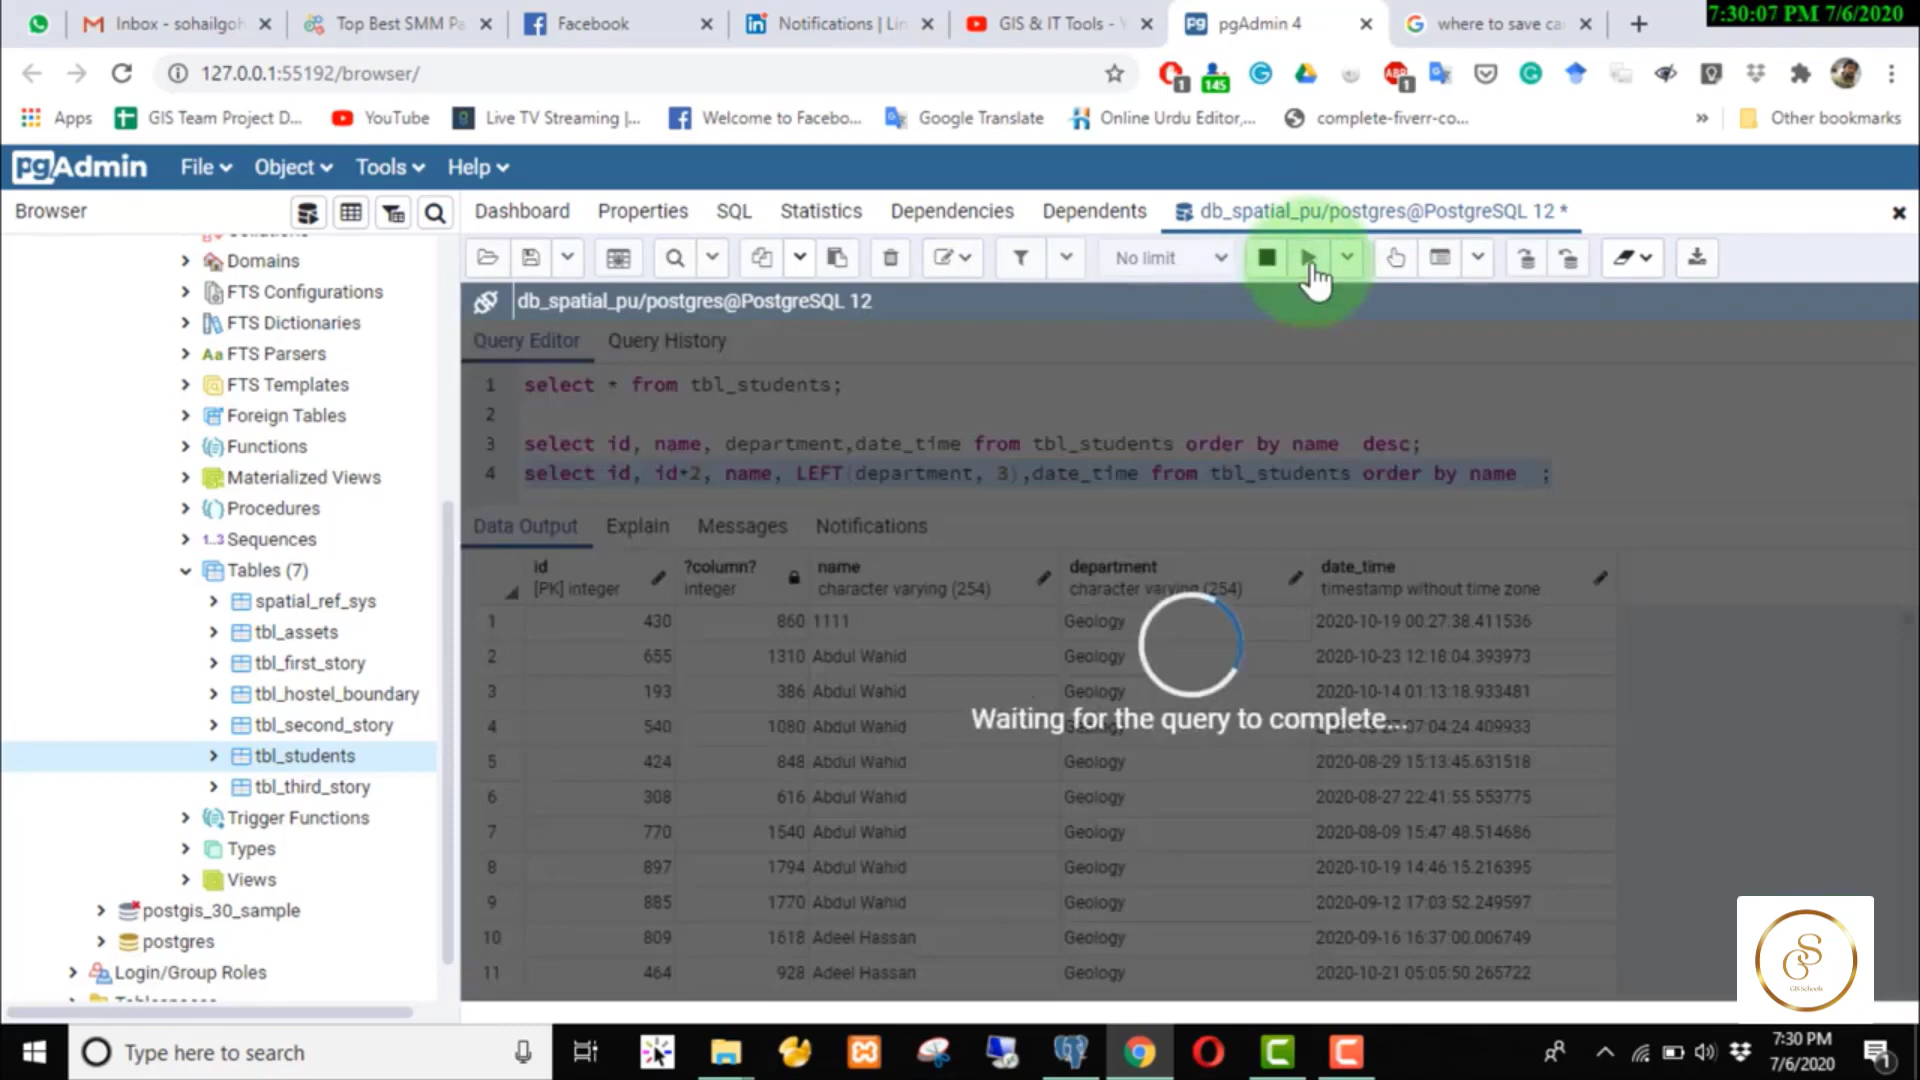 7:30:07 PM 7/6/2020
Inbox - sohailgoh
Top Best SMM Pa
Facebook
Notifications | Lin
GIS & IT Tools - Y
pgAdmin 4
where to save ca
127.0.0.1:55192/browser/
1
145
ABP
1
Apps
GIS Team Project D...
YouTube
Live TV Streaming |...
Welcome to Facebo...
Google Translate
Online Urdu Editor,...
complete-fiverr-co...
Other bookmarks
pgAdmin
File
Object
Tools
Help
Browser
Dashboard
Properties
SQL
Statistics
Dependencies
Dependents
db_spatial_pu/postgres@PostgreSQL 12 *
No limit
db_spatial_pu/postgres@PostgreSQL 12
Query Editor
Query History
1 select * from tbl_students;
2
3 select id, name, department,date_time from tbl_students order by name desc;
4 select id, id*2, name, LEFT(department, 3),date_time from tbl_students order by name ;
Domains
FTS Configurations
FTS Dictionaries
FTS Parsers
FTS Templates
Foreign Tables
Functions
Materialized Views
Procedures
Sequences
Tables (7)
spatial_ref_sys
tbl_assets
tbl_first_story
tbl_hostel_boundary
tbl_second_story
tbl_students
tbl_third_story
Trigger Functions
Types
Views
postgis_30_sample
postgres
Login/Group Roles
Data Output
Explain
Messages
Notifications
id
[PK] integer
?column?
integer
name
character varying (254)
department
character varying (254)
date_time
timestamp without time zone
1 430 860 1111 Geology 2020-10-19 00:27:38.411536
2 655 1310 Abdul Wahid Geology 2020-10-23 12:18:04.393973
3 193 386 Abdul Wahid Geology 2020-10-14 01:13:18.933481
Waiting for the query to complete...
4 540 1080 Abdul Wahid 07:04:24.409933
5 424 848 Abdul Wahid Geology 2020-08-29 15:13:45.631518
6 308 616 Abdul Wahid Geology 2020-08-27 22:41:55.553775
7 770 1540 Abdul Wahid Geology 2020-08-09 15:47:48.514686
8 897 1794 Abdul Wahid Geology 2020-10-19 14:46:15.216395
9 885 1770 Abdul Wahid Geology 2020-09-12 17:03:52.249597
10 809 1618 Adeel Hassan Geology 2020-09-16 16:37:00.006749
11 464 928 Adeel Hassan Geology 2020-10-21 05:05:50.265722
GIS Schools
Type here to search
7:30 PM
7/6/2020
1